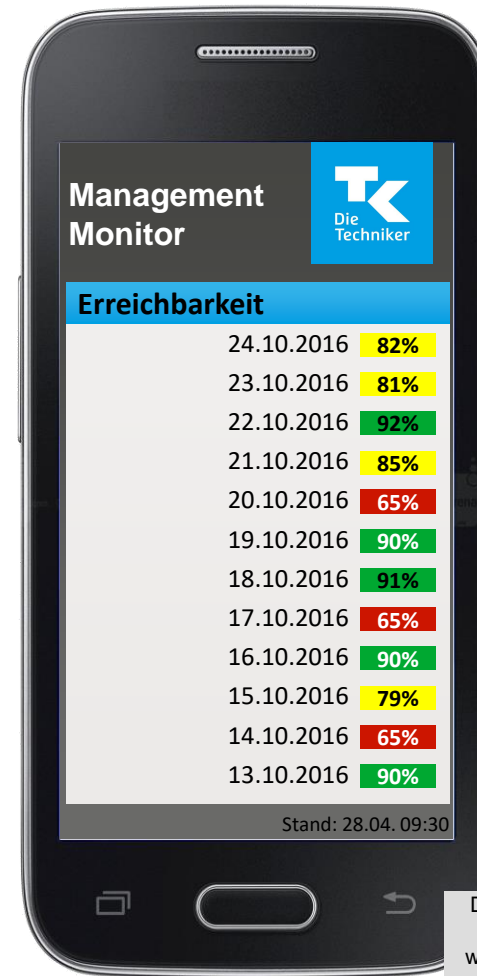 Management
Monitor
Die
Techniker
Erreichbarkeit
24.10.2016 82%
23.10.2016 81%
22.10.2016 92%
21.10.2016 85%
20.10.2016 65%
19.10.2016 90%
18.10.2016 91%
17.10.2016 65%
16.10.2016 90%
15.10.2016 79%
14.10.2016 65%
13.10.2016 90%
Stand: 28.04. 09:30